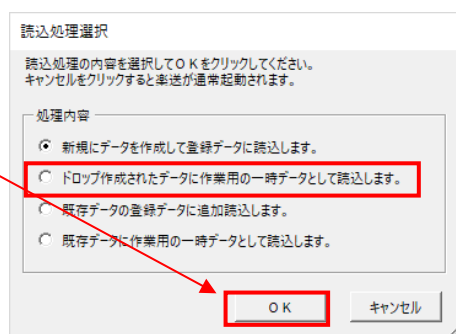 読込処理選択
読込処理の内容を選択してＯＫをクリックしてください。
キャンセルをクリックすると楽送が通常起動されます。
処理内容
新規にデータを作成して登録データに読込します。
ドロップ作成されたデータに作業用の一時データとして読込します。
既存データの登録データに追加読込します。
既存データに作業用の一時データとして読込します。
ＯＫ
キャンセル